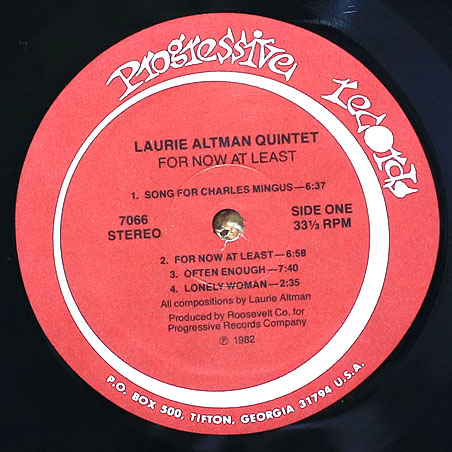 Progressive records
LAURIE ALTMAN QUINTET
FOR NOW AT LEAST
1. SONG FOR CHARLES MINGUS—6:37
7066
STEREO
SIDE ONE
33⅓ RPM
2. FOR NOW AT LEAST—6:58
3. OFTEN ENOUGH—7:40
4. LONELY WOMAN—2:35
All compositions by Laurie Altman
Produced by Roosevelt Co. for
Progressive Records Company
℗ 1982
P.O. BOX 500, TIFTON, GEORGIA 31794 U.S.A.